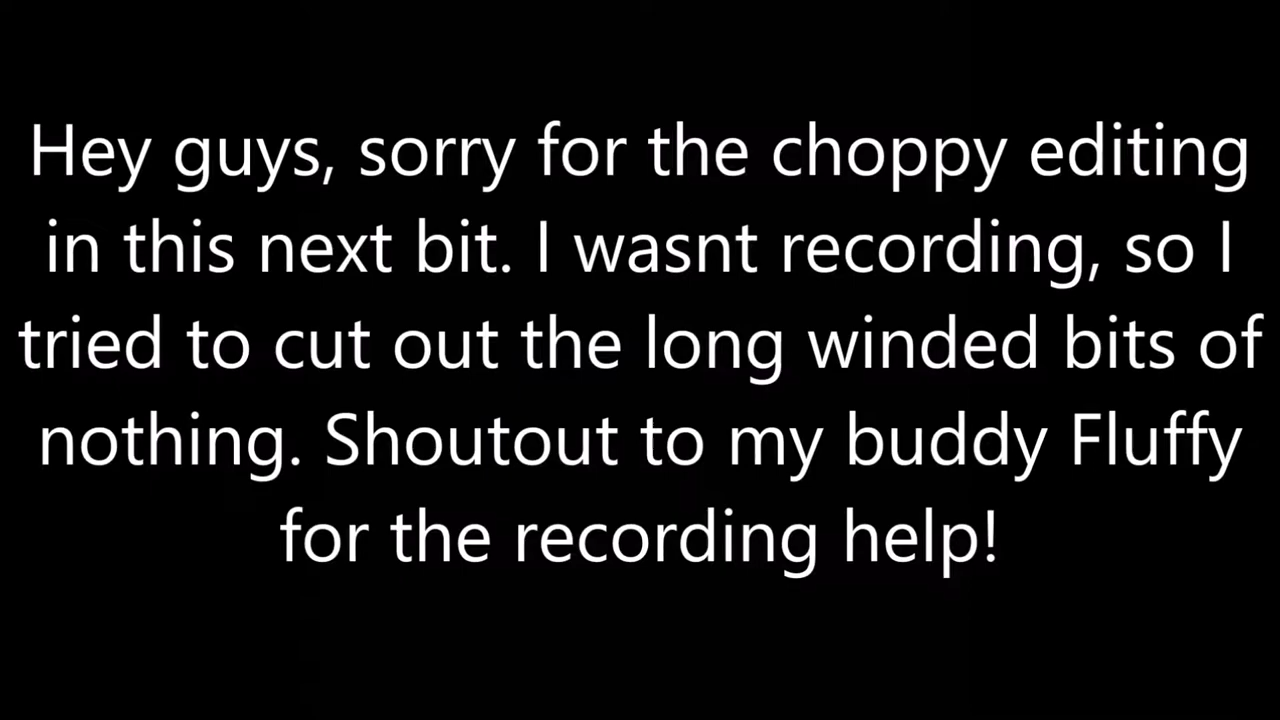 Hey guys, sorry for the choppy editing
in this next bit. I wasnt recording, so I
tried to cut out the long winded bits of
nothing. Shoutout to my buddy Fluffy
for the recording help!